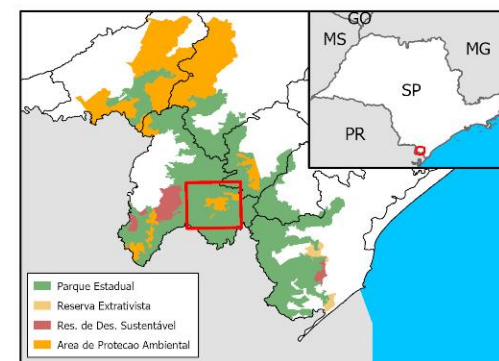 GO
MS
MG
SP
PR
Parque Estadual
Reserva Extrativista
Res. de Des. Sustentável
Area de Protecao Ambiental